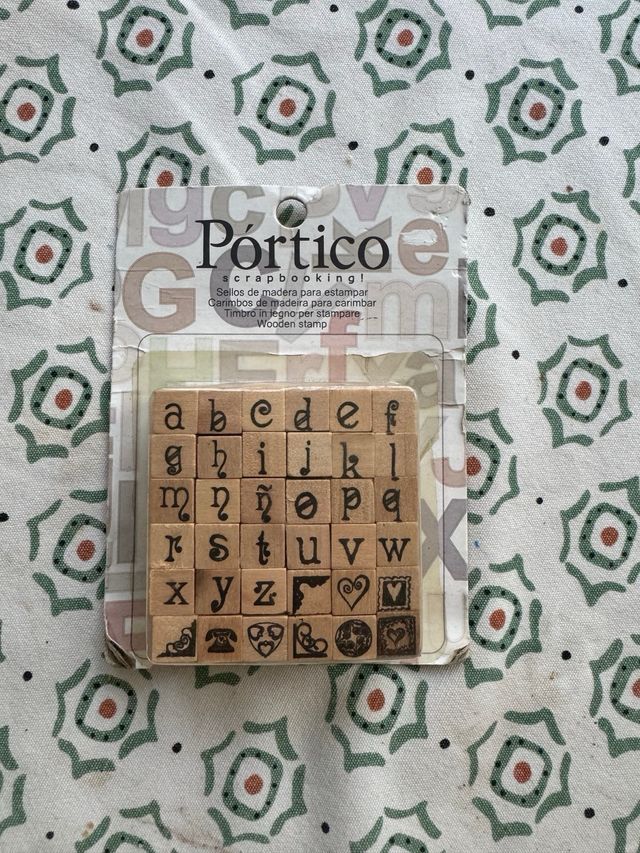 Pórtico
scrapbooking!
Sellos de madera para estampar
Carimbos de madeira para carimbar
Timbro in legno per stampare
Wooden stamp
a b c d e f
g h i j k l
m n ñ o p q
r s t u v w
x y z